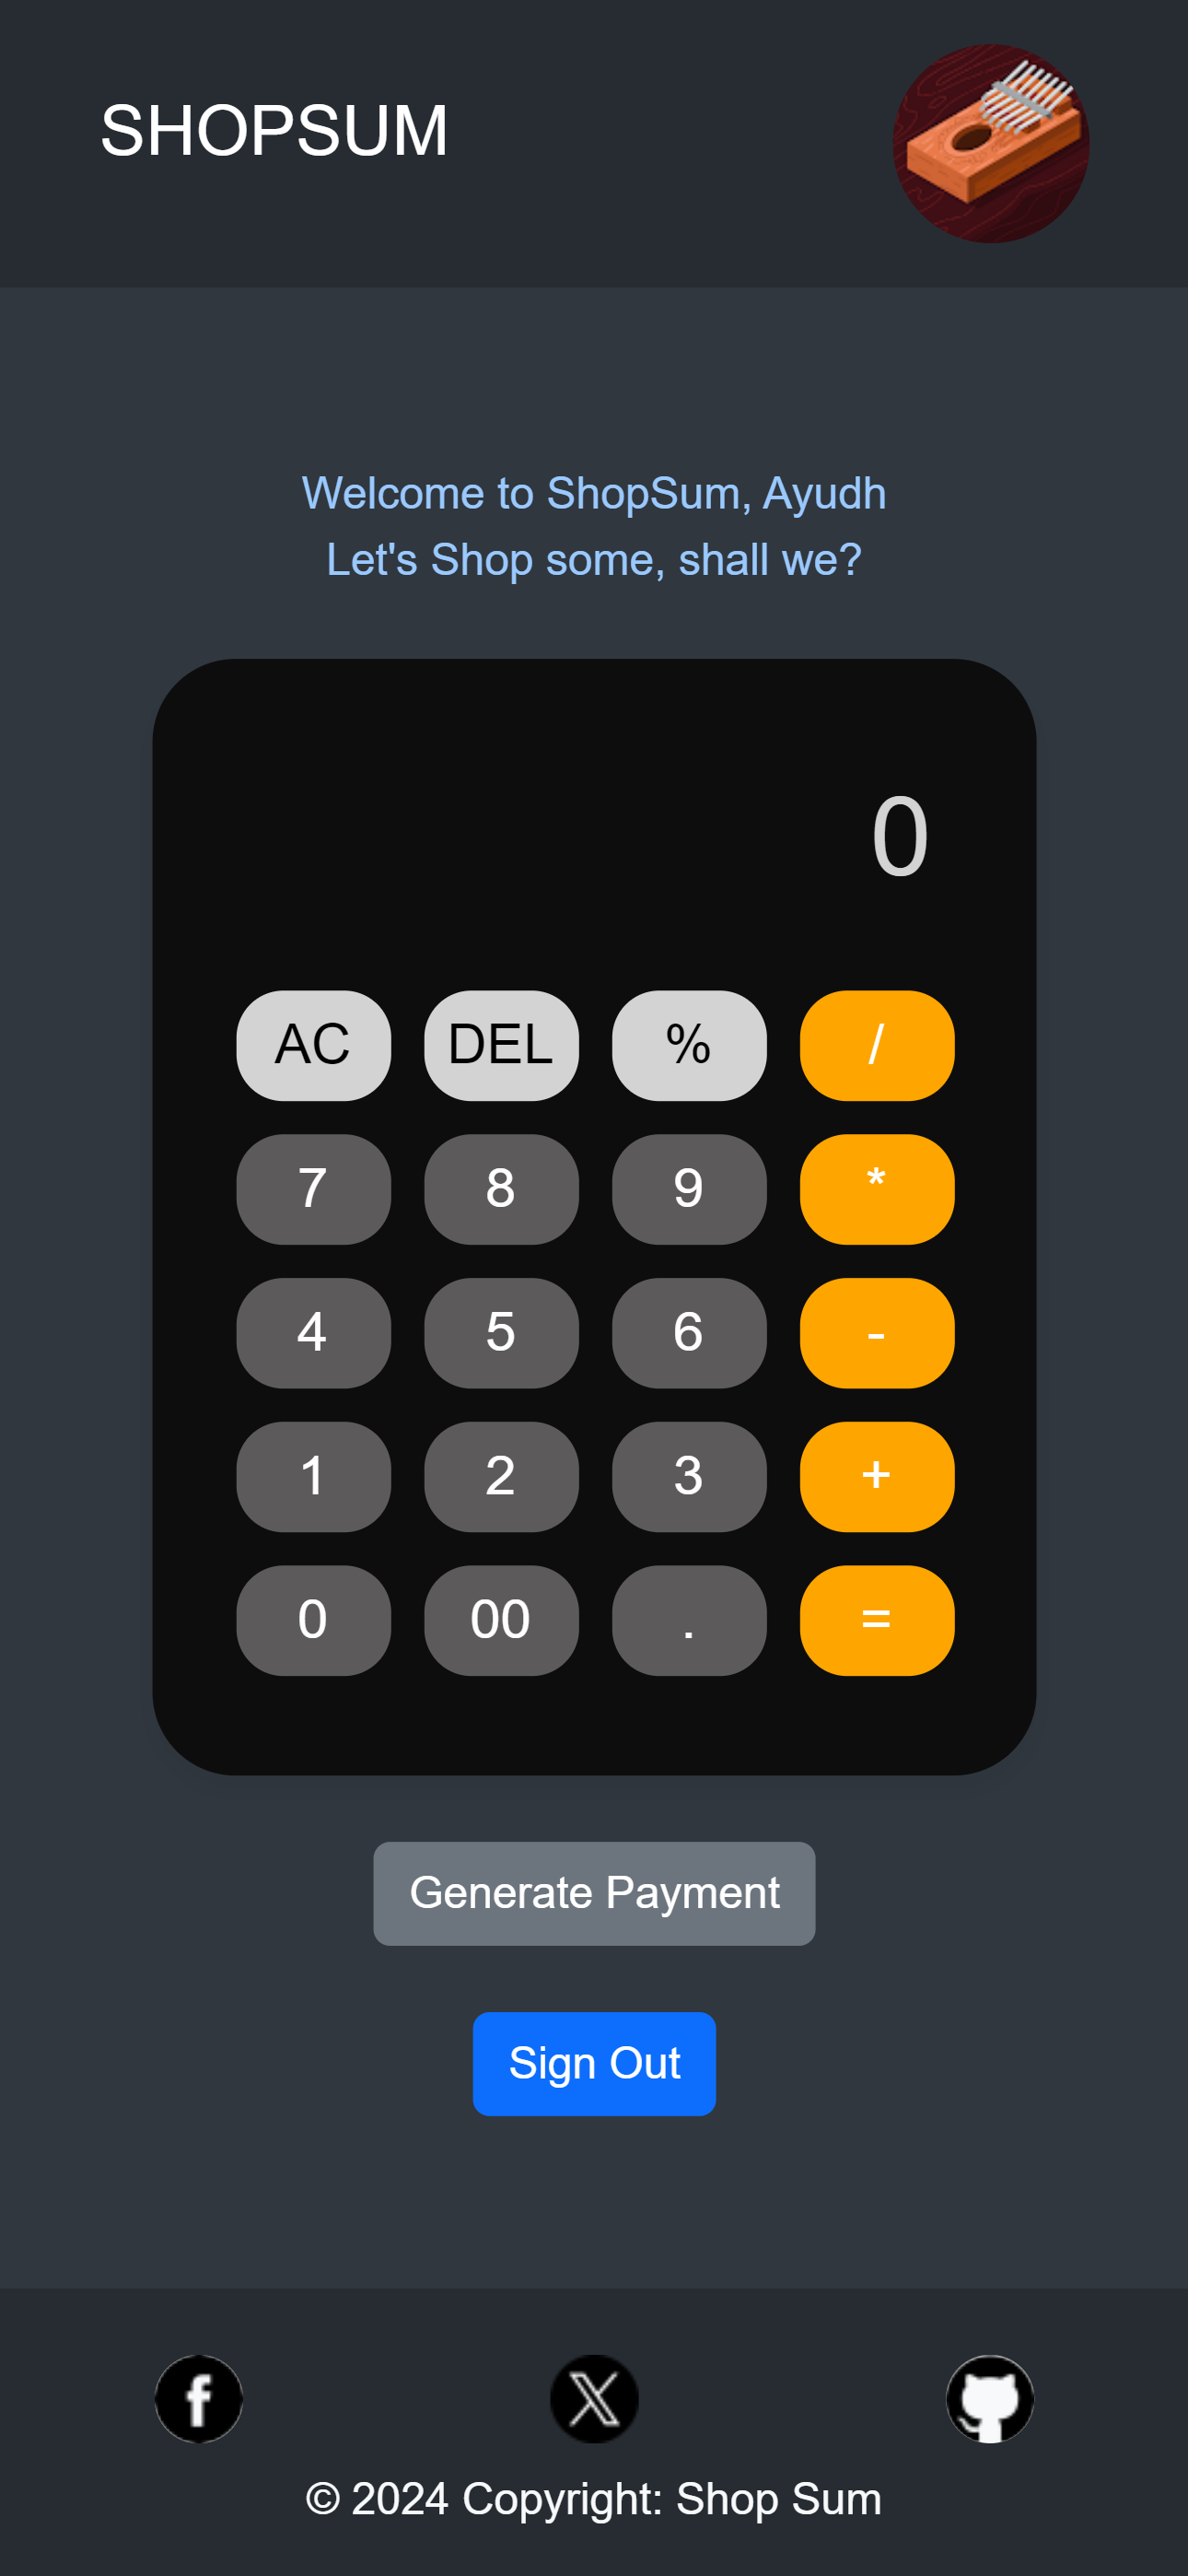 SHOPSUM
Welcome to ShopSum, Ayudh
Let's Shop some, shall we?
0
AC DEL % /
7 8 9 *
4 5 6 -
1 2 3 +
0 00 . =
Generate Payment
Sign Out
© 2024 Copyright: Shop Sum